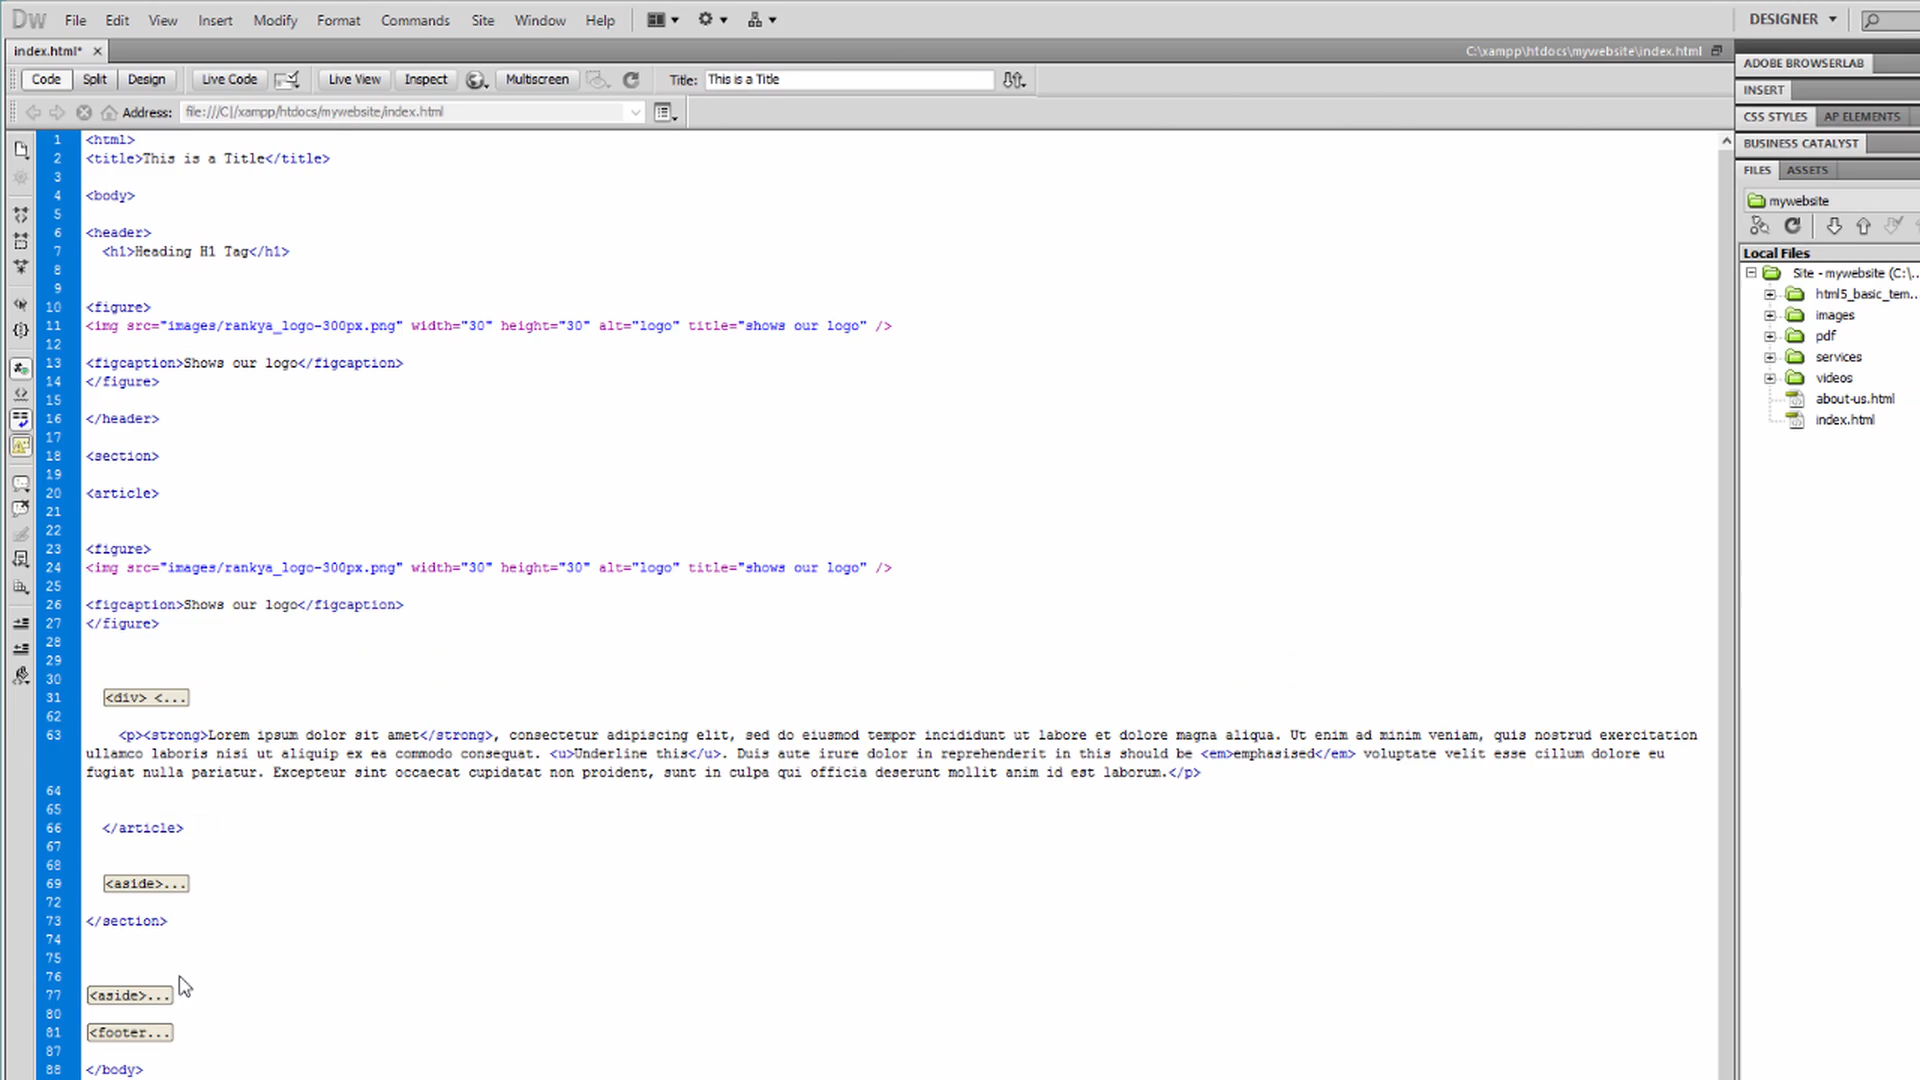 Dw File Edit View Insert Modify Format Commands Site Window Help DESIGNER
index.html* C:\xampp\htdocs\mywebsite\index.html
Code Split Design Live Code Live View Inspect Multiscreen Title: This is a Title
Address: file:///C|/xampp/htdocs/mywebsite/index.html
1 <html>
2 <title>This is a Title</title>
3
4 <body>
5
6 <header>
7 <h1>Heading H1 Tag</h1>
8
9
10 <figure>
11 <img src="images/rankya_logo-300px.png" width="30" height="30" alt="logo" title="shows our logo" />
12
13 <figcaption>Shows our logo</figcaption>
14 </figure>
15
16 </header>
17
18 <section>
19
20 <article>
21
22
23 <figure>
24 <img src="images/rankya_logo-300px.png" width="30" height="30" alt="logo" title="shows our logo" />
25
26 <figcaption>Shows our logo</figcaption>
27 </figure>
28
29
30
31 <div> <...
62
63 <p><strong>Lorem ipsum dolor sit amet</strong>, consectetur adipiscing elit, sed do eiusmod tempor incididunt ut labore et dolore magna aliqua. Ut enim ad minim veniam, quis nostrud exercitation
ullamco laboris nisi ut aliquip ex ea commodo consequat. <u>Underline this</u>. Duis aute irure dolor in reprehenderit in this should be <em>emphasised</em> voluptate velit esse cillum dolore eu
fugiat nulla pariatur. Excepteur sint occaecat cupidatat non proident, sunt in culpa qui officia deserunt mollit anim id est laborum.</p>
64
65
66 </article>
67
68
69 <aside>...
72
73 </section>
74
75
76
77 <aside>...
80
81 <footer...
87
88 </body>
ADOBE BROWSERLAB
INSERT
CSS STYLES AP ELEMENTS
BUSINESS CATALYST
FILES ASSETS
mywebsite
Local Files
Site - mywebsite (C:\...
html5_basic_tem...
images
pdf
services
videos
about-us.html
index.html